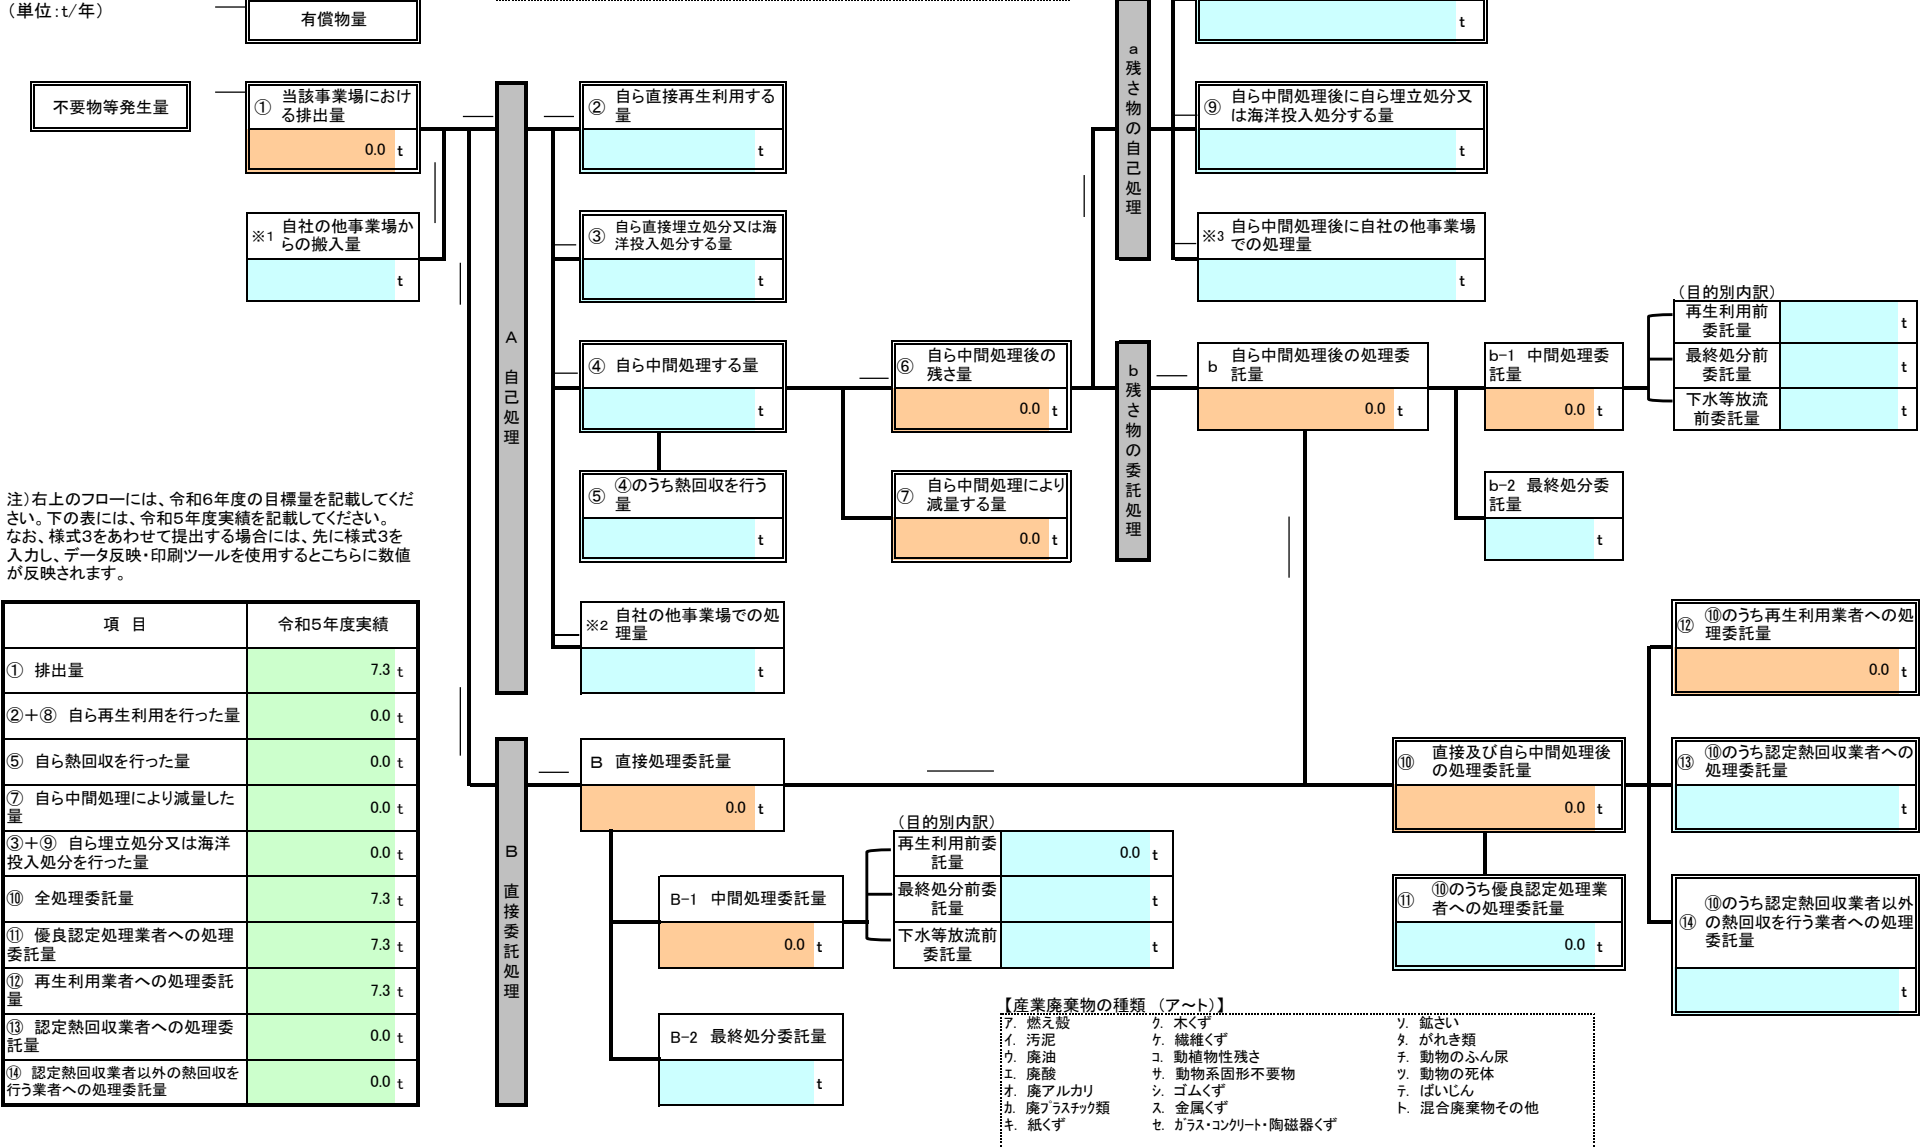 （単位:t/年）
有償物量
t
不要物等発生量
① 当該事業場におけ
る排出量
0.0 t
※1 自社の他事業場か
らの搬入量
t
A 自己処理
② 自ら直接再生利用する
量
t
③ 自ら直接埋立処分又は海
洋投入処分する量
t
④ 自ら中間処理する量
t
⑤ ④のうち熱回収を行う
量
t
※2 自社の他事業場での処
理量
t
⑥ 自ら中間処理後の
残さ量
0.0 t
⑦ 自ら中間処理により
減量する量
0.0 t
a残さ物の自己処理
⑨ 自ら中間処理後に自ら埋立処分又
は海洋投入処分する量
t
※3 自ら中間処理後に自社の他事業場
での処理量
t
b残さ物の委託処理
b 自ら中間処理後の処理委
託量
0.0 t
b-1 中間処理委
託量
0.0 t
b-2 最終処分委
託量
t
（目的別内訳）
再生利用前
委託量
t
最終処分前
委託量
t
下水等放流
前委託量
t
注）右上のフローには、令和６年度の目標量を記載してくだ
さい。下の表には、令和５年度実績を記載してください。
なお、様式３をあわせて提出する場合には、先に様式３を
入力し、データ反映・印刷ツールを使用するとこちらに数値
が反映されます。
項 目 令和５年度実績
① 排出量 7.3 t
②＋⑧ 自ら再生利用を行った量 0.0 t
⑤ 自ら熱回収を行った量 0.0 t
⑦ 自ら中間処理により減量した
量 0.0 t
③＋⑨ 自ら埋立処分又は海洋
投入処分を行った量 0.0 t
⑩ 全処理委託量 7.3 t
⑪ 優良認定処理業者への処理
委託量 7.3 t
⑫ 再生利用業者への処理委託
量 7.3 t
⑬ 認定熱回収業者への処理委
託量 0.0 t
⑭ 認定熱回収業者以外の熱回収を
行う業者への処理委託量 0.0 t
B 直接委託処理
B 直接処理委託量
0.0 t
B-1 中間処理委託量
0.0 t
B-2 最終処分委託量
t
（目的別内訳）
再生利用前委
託量
0.0 t
最終処分前委
託量
t
下水等放流前
委託量
t
⑩ 直接及び自ら中間処理後
の処理委託量
0.0 t
⑪ ⑩のうち優良認定処理業
者への処理委託量
0.0 t
⑫ ⑩のうち再生利用業者への処
理委託量
0.0 t
⑬ ⑩のうち認定熱回収業者への
処理委託量
t
⑭ ⑩のうち認定熱回収業者以外
の熱回収を行う業者への処理
委託量
t
【産業廃棄物の種類 （ア～ト）】
ア. 燃え殻 ク. 木くず ソ. 鉱さい
イ. 汚泥 ケ. 繊維くず タ. がれき類
ウ. 廃油 コ. 動植物性残さ チ. 動物のふん尿
エ. 廃酸 サ. 動物系固形不要物 ツ. 動物の死体
オ. 廃アルカリ シ. ゴムくず テ. ばいじん
カ. 廃プラスチック類 ス. 金属くず ト. 混合廃棄物その他
キ. 紙くず セ. ガラス・コンクリート・陶磁器くず